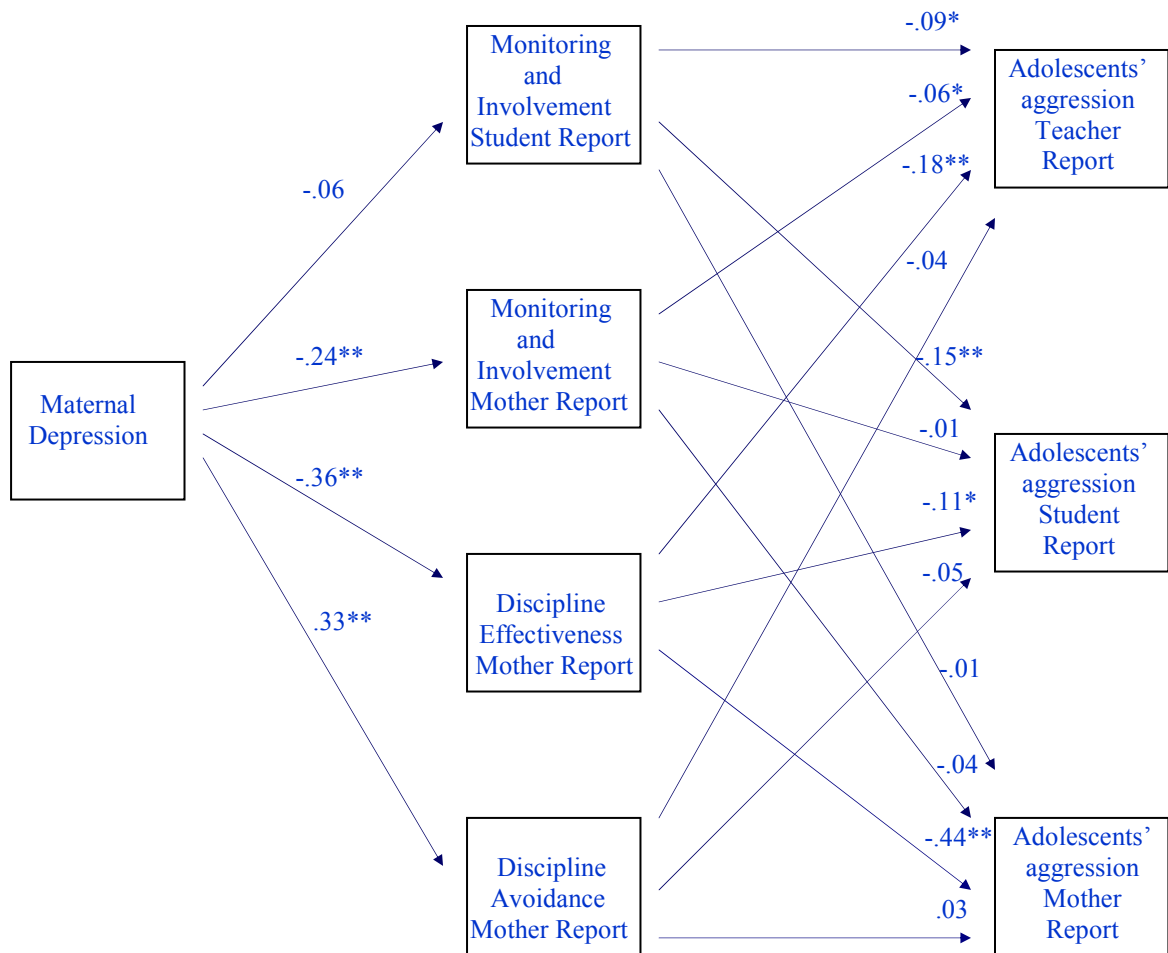 Maternal
Depression
-.06
-.24**
-.36**
.33**
Monitoring
and
Involvement
Student Report
Monitoring
and
Involvement
Mother Report
Discipline
Effectiveness
Mother Report
Discipline
Avoidance
Mother Report
-.09*
-.06*
-.18**
-.04
-.15**
-.01
-.11*
-.05
-.01
-.04
-.44**
.03
Adolescents’
aggression
Teacher
Report
Adolescents’
aggression
Student
Report
Adolescents’
aggression
Mother
Report